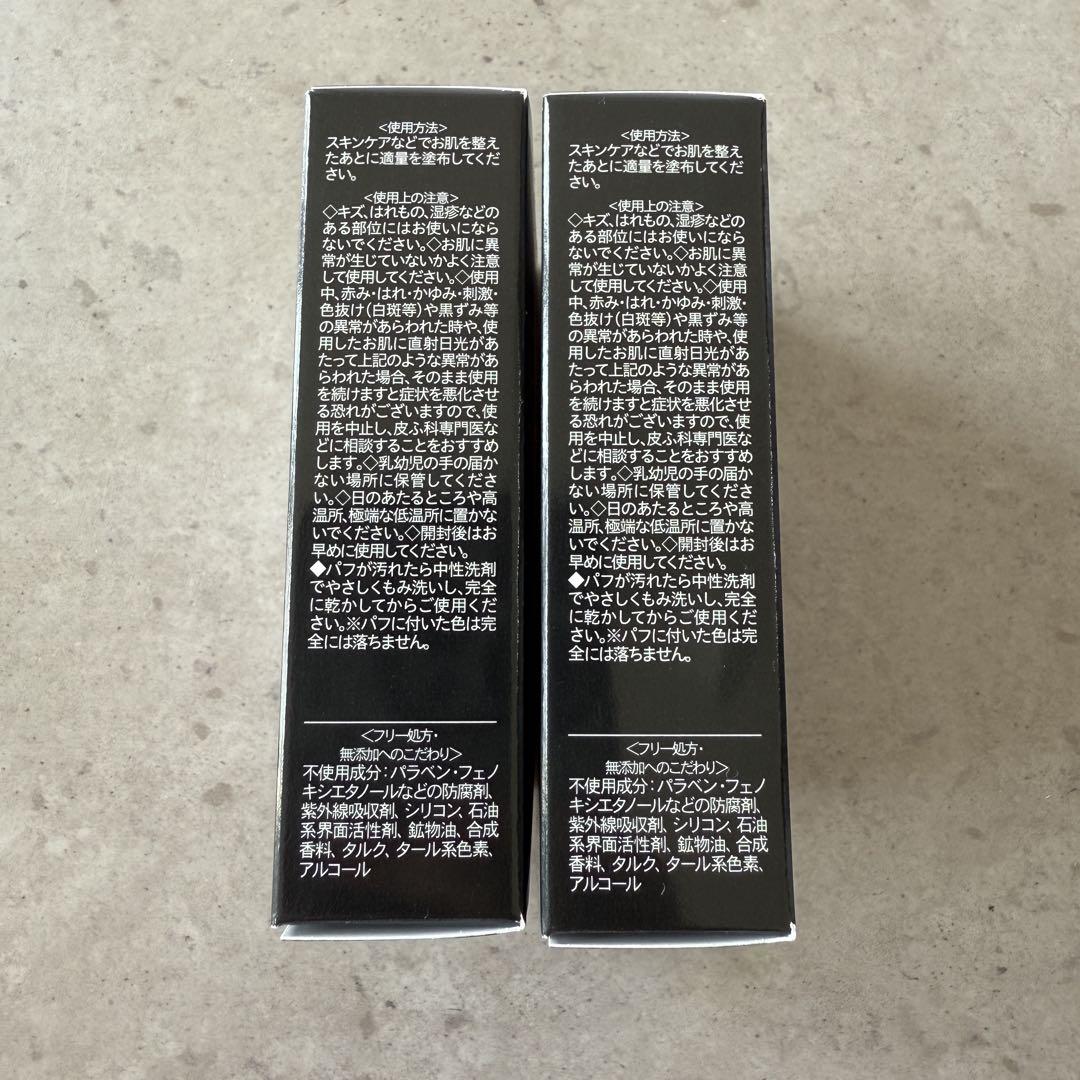 <使用方法>
スキンケアなどでお肌を整え
たあとに適量を塗布してくだ
さい。
<使用上の注意>
◇キズ、はれもの、湿疹などの
ある部位にはお使いになら
ないでください。◇お肌に異
常が生じていないかよく注意
して使用してください。◇使用
中、赤み・はれ・かゆみ・刺激・
色抜け(白斑等)や黒ずみ等
の異常があらわれた時や、使
用したお肌に直射日光があ
たって上記のような異常があ
らわれた場合、そのまま使用
を続けますと症状を悪化させ
る恐れがございますので、使
用を中止し、皮ふ科専門医な
どに相談することをおすすめ
します。◇乳幼児の手の届か
ない場所に保管してくださ
い。◇日のあたるところや高
温所、極端な低温所に置かな
いでください。◇開封後はお
早めに使用してください。
◆パフが汚れたら中性洗剤
でやさしくもみ洗いし、完全
に乾かしてからご使用くだ
さい。※パフに付いた色は完
全には落ちません。
<フリー処方・
無添加へのこだわり>
不使用成分：パラベン・フェノ
キシエタノールなどの防腐剤、
紫外線吸収剤、シリコン、石油
系界面活性剤、鉱物油、合成
香料、タルク、タール系色素、
アルコール
<使用方法>
スキンケアなどでお肌を整え
たあとに適量を塗布してくだ
さい。
<使用上の注意>
◇キズ、はれもの、湿疹などの
ある部位にはお使いになら
ないでください。◇お肌に異
常が生じていないかよく注意
して使用してください。◇使用
中、赤み・はれ・かゆみ・刺激・
色抜け(白斑等)や黒ずみ等
の異常があらわれた時や、使
用したお肌に直射日光があ
たって上記のような異常があ
らわれた場合、そのまま使用
を続けますと症状を悪化させ
る恐れがございますので、使
用を中止し、皮ふ科専門医な
どに相談することをおすすめ
します。◇乳幼児の手の届か
ない場所に保管してくださ
い。◇日のあたるところや高
温所、極端な低温所に置かな
いでください。◇開封後はお
早めに使用してください。
◆パフが汚れたら中性洗剤
でやさしくもみ洗いし、完全
に乾かしてからご使用くだ
さい。※パフに付いた色は完
全には落ちません。
<フリー処方・
無添加へのこだわり>
不使用成分：パラベン・フェノ
キシエタノールなどの防腐剤、
紫外線吸収剤、シリコン、石油
系界面活性剤、鉱物油、合成
香料、タルク、タール系色素、
アルコール